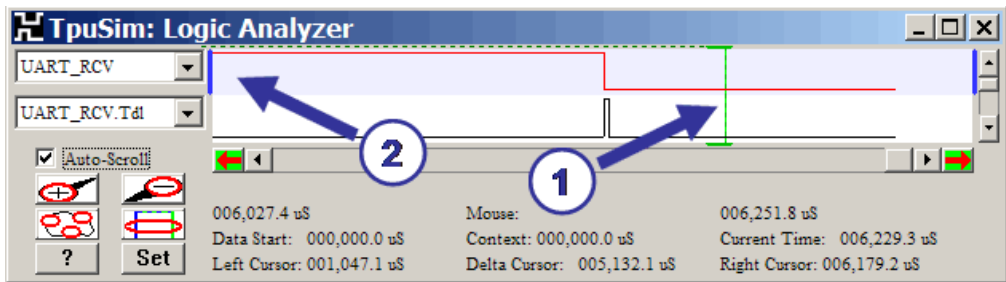 TpuSim: Logic Analyzer
UART_RCV
UART_RCV.Td1
Auto-Scroll
2
1
006,027.4 uS Mouse: 006,251.8 uS
Data Start: 000,000.0 uS Context: 000,000.0 uS Current Time: 006,229.3 uS
? Set Left Cursor: 001,047.1 uS Delta Cursor: 005,132.1 uS Right Cursor: 006,179.2 uS